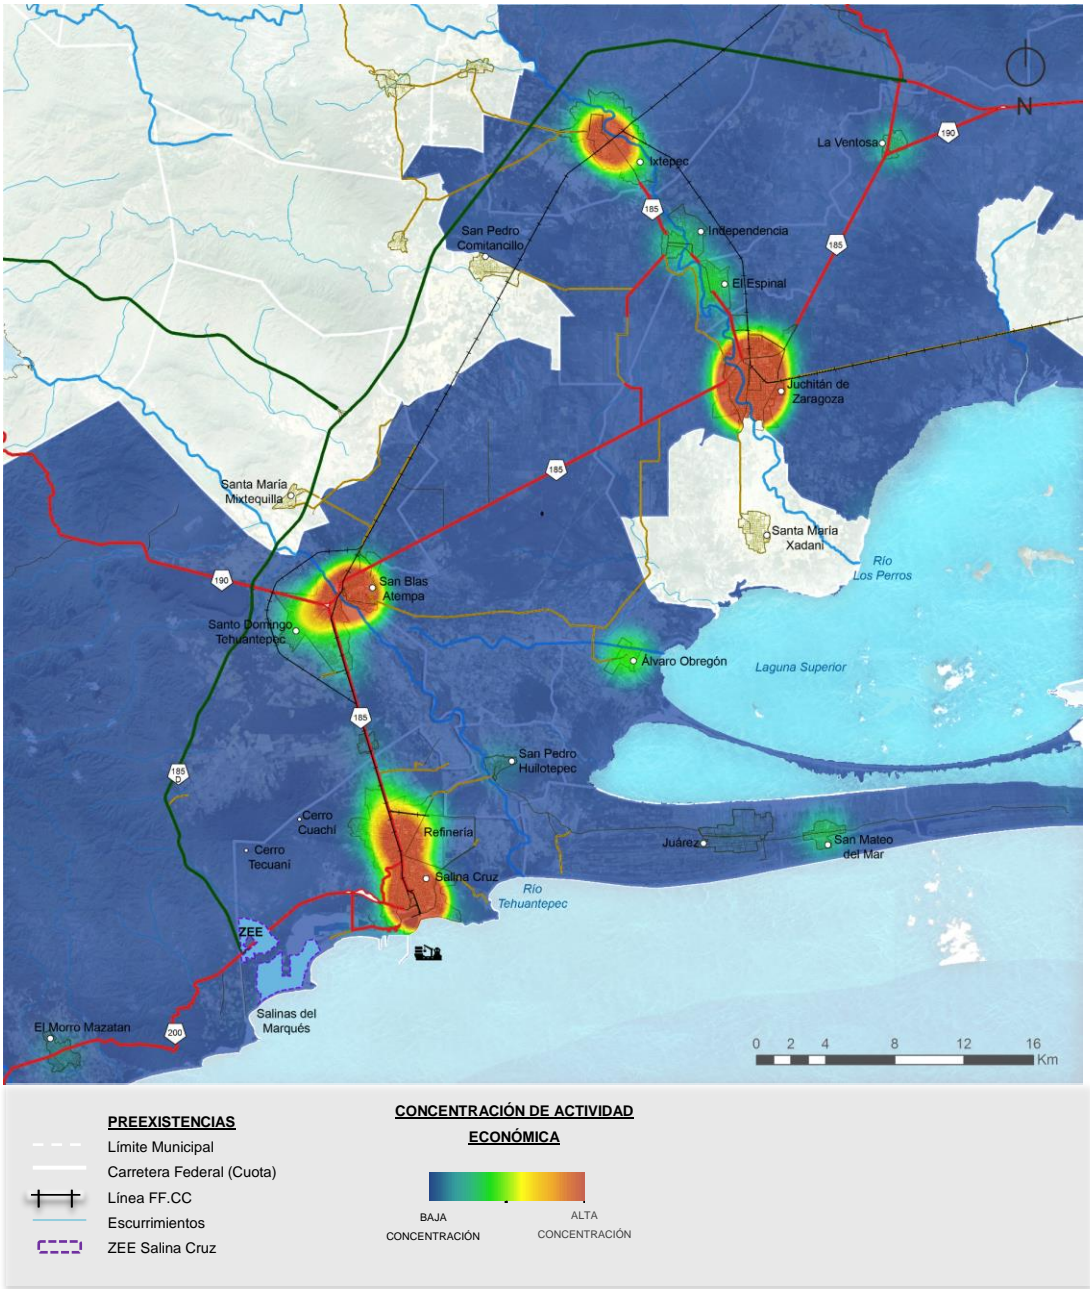 N
La Ventosa
190
Ixtepec
185
San Pedro
Comitancillo
Independencia
185
El Espinal
Juchitán de
Zaragoza
185
Santa María
Mixtequilla
Santa María
Xadani
Río
Los Perros
190
San Blas
Atempa
Santo Domingo
Tehuantepec
Álvaro Obregón
Laguna Superior
185
San Pedro
Huilotepec
185
D
Cerro
Cuachi
Refinería
Cerro
Tecuani
Juárez
San Mateo
del Mar
Salina Cruz
Río
Tehuantepec
ZEE
Salinas del
Marqués
El Morro Mazatan
200
0 2 4 8 12 16
Km
PREEXISTENCIAS
Límite Municipal
Carretera Federal (Cuota)
Línea FF.CC
Escurrimientos
ZEE Salina Cruz
CONCENTRACIÓN DE ACTIVIDAD
ECONÓMICA
BAJA
CONCENTRACIÓN
ALTA
CONCENTRACIÓN